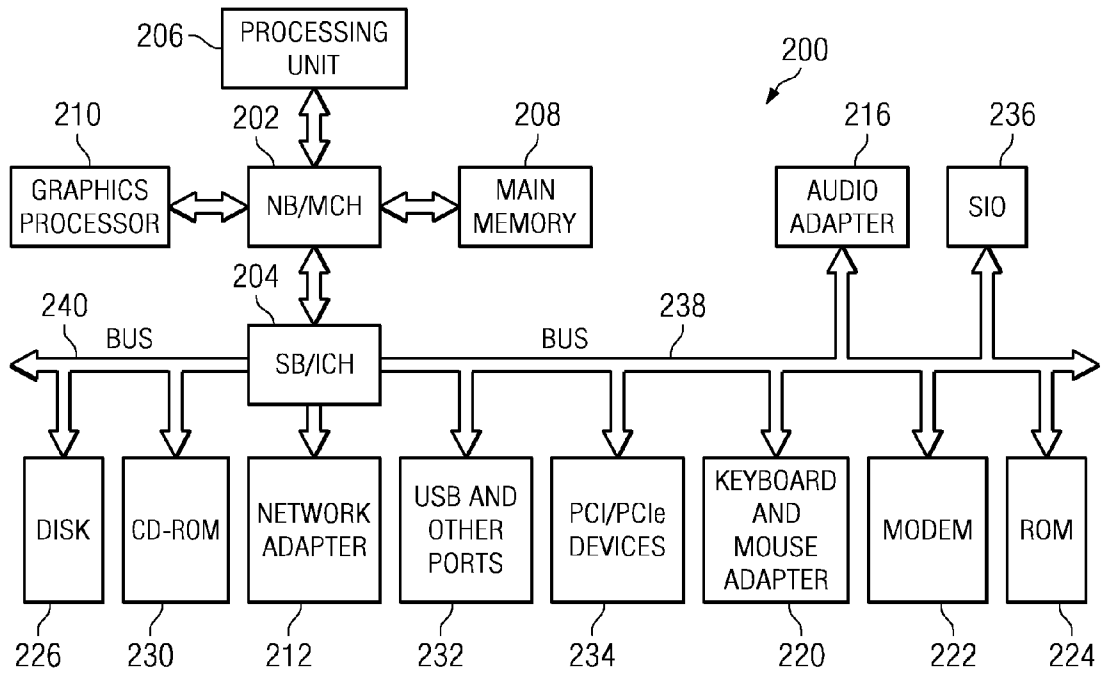 206
PROCESSING
UNIT
200
210
202
208
216
236
GRAPHICS
PROCESSOR
NB/MCH
MAIN
MEMORY
AUDIO
ADAPTER
SIO
204
240
238
BUS
BUS
SB/ICH
DISK
CD-ROM
NETWORK
ADAPTER
USB AND
OTHER
PORTS
PCI/PCIe
DEVICES
KEYBOARD
AND
MOUSE
ADAPTER
MODEM
ROM
226
230
212
232
234
220
222
224